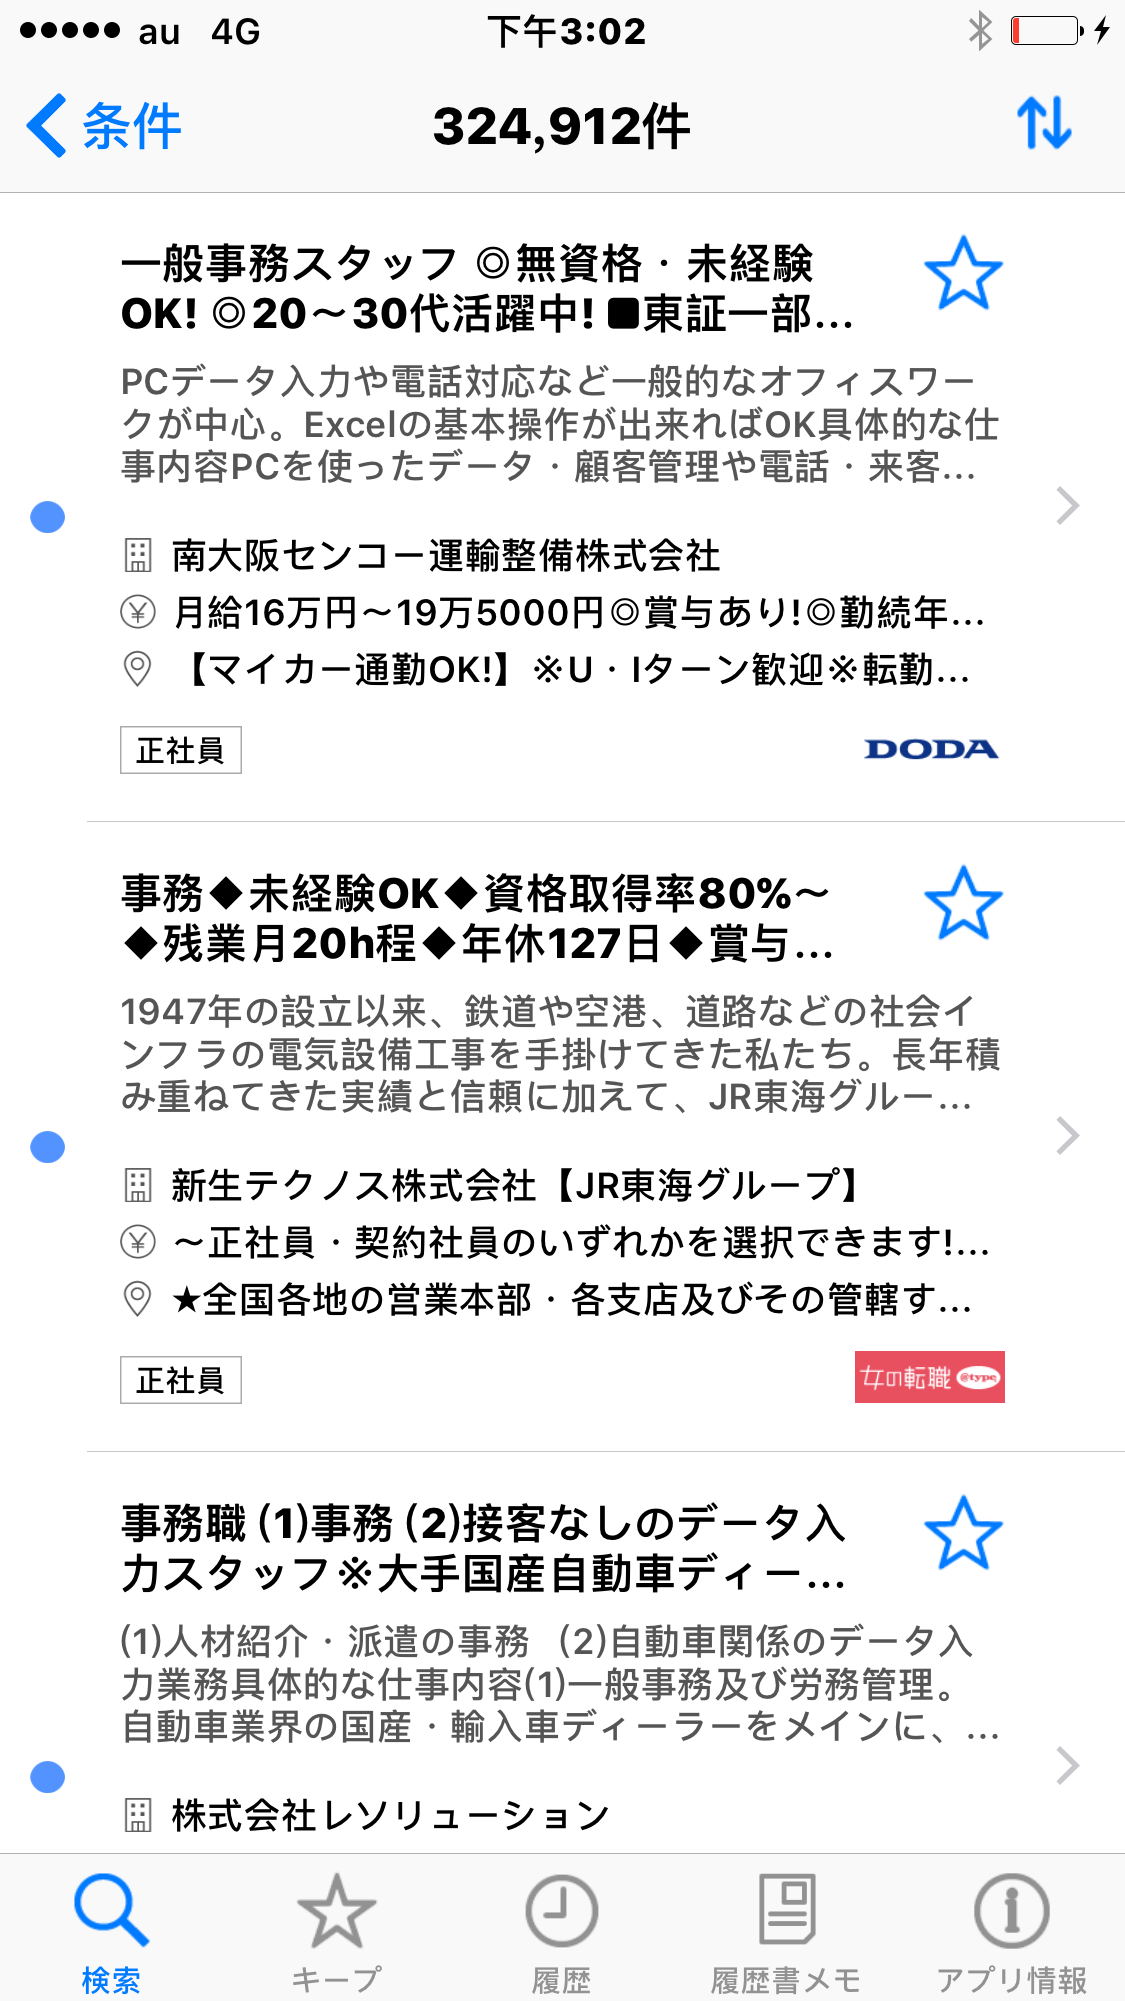 au 4G 下午3:02
条件 324,912件
一般事務スタッフ ◎無資格・未経験
OK! ◎20〜30代活躍中! ■東証一部...
PCデータ入力や電話対応など一般的なオフィスワー
クが中心。Excelの基本操作が出来ればOK具体的な仕
事内容PCを使ったデータ・顧客管理や電話・来客...
南大阪センコー運輸整備株式会社
月給16万円〜19万5000円◎賞与あり!◎勤続年...
【マイカー通勤OK!】※U・Iターン歓迎※転勤...
正社員 DODA
事務◆未経験OK◆資格取得率80%〜
◆残業月20h程◆年休127日◆賞与...
1947年の設立以来、鉄道や空港、道路などの社会イ
ンフラの電気設備工事を手掛けてきた私たち。長年積
み重ねてきた実績と信頼に加えて、JR東海グルー...
新生テクノス株式会社【JR東海グループ】
〜正社員・契約社員のいずれかを選択できます!...
★全国各地の営業本部・各支店及びその管轄す...
正社員 女の転職@type
事務職 (1)事務 (2)接客なしのデータ入
力スタッフ※大手国産自動車ディー...
(1)人材紹介・派遣の事務 (2)自動車関係のデータ入
力業務具体的な仕事内容(1)一般事務及び労務管理。
自動車業界の国産・輸入車ディーラーをメインに、...
株式会社レソリューション
検索 キープ 履歴 履歴書メモ アプリ情報